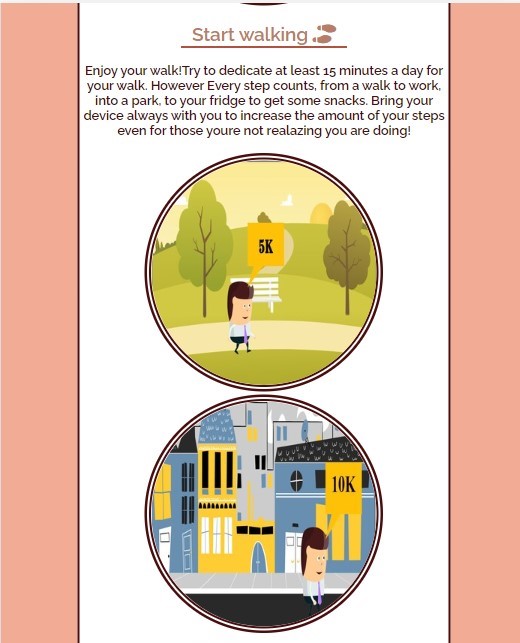 Start walking
Enjoy your walk!Try to dedicate at least 15 minutes a day for
your walk. However Every step counts, from a walk to work,
into a park, to your fridge to get some snacks. Bring your
device always with you to increase the amount of your steps
even for those youre not realazing you are doing!
5K
10K